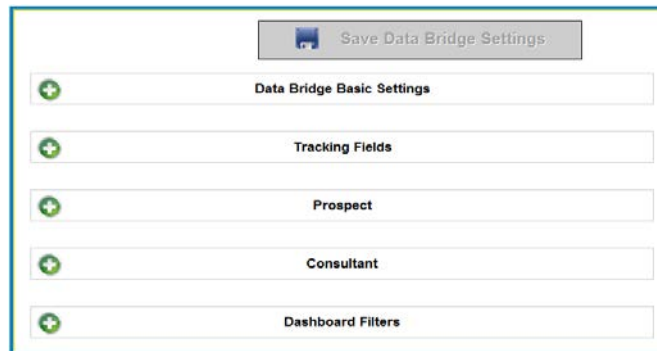 Save Data Bridge Settings
Data Bridge Basic Settings
Tracking Fields
Prospect
Consultant
Dashboard Filters